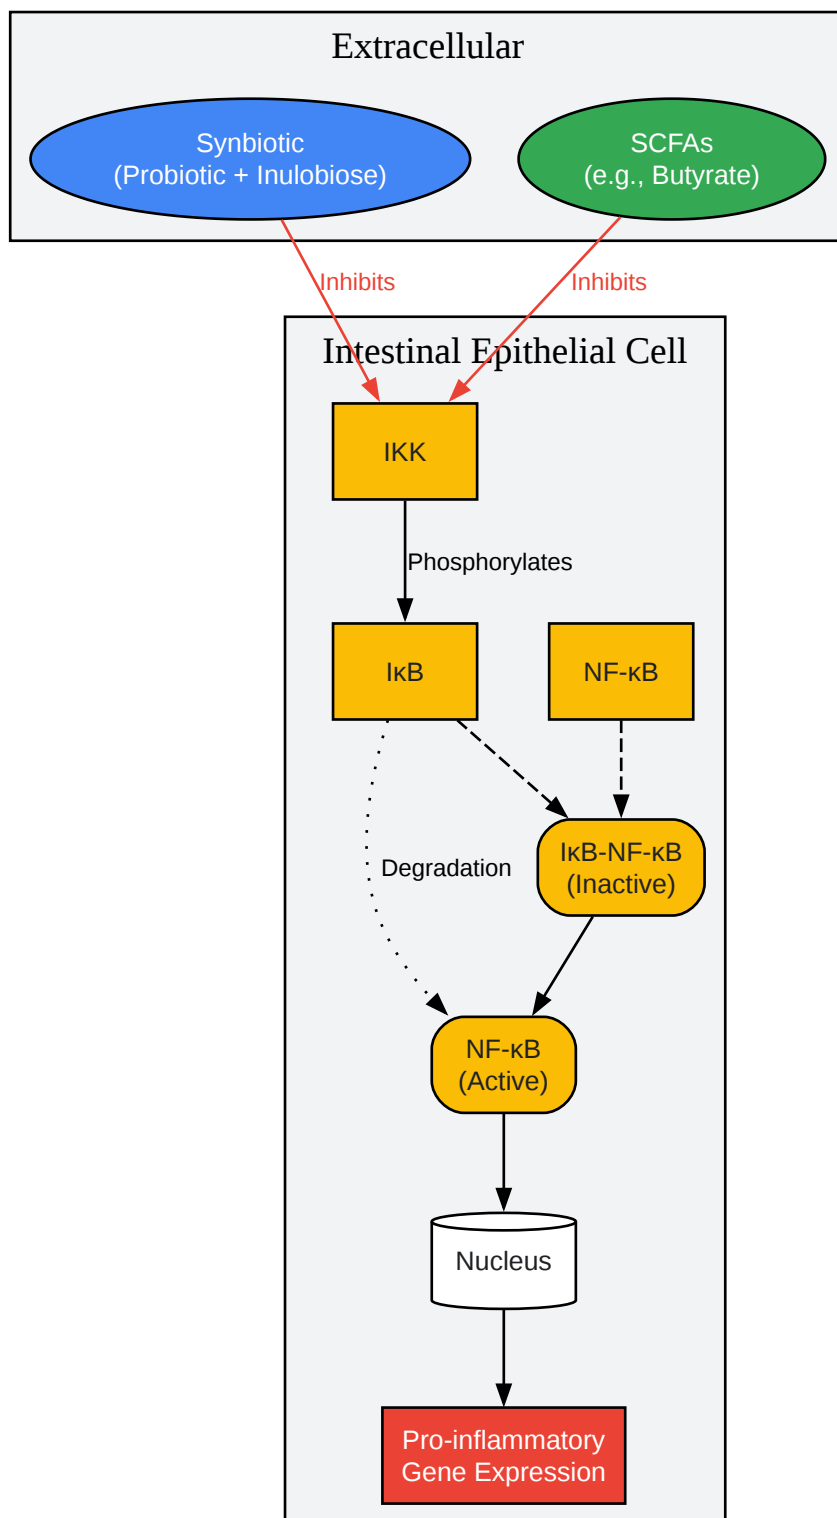 Extracellular
Synbiotic
(Probiotic + Inulobiose)
SCFAs
(e.g., Butyrate)
Inhibits
Inhibits
Intestinal Epithelial Cell
IKK
Phosphorylates
IκB
NF-κB
IκB-NF-κB
(Inactive)
Degradation
NF-κB
(Active)
Nucleus
Pro-inflammatory
Gene Expression